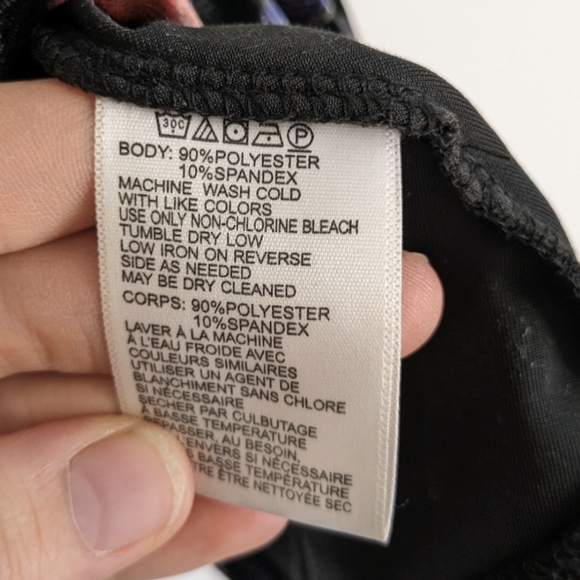 30C
P
BODY: 90%POLYESTER
10%SPANDEX
MACHINE WASH COLD
WITH LIKE COLORS
USE ONLY NON-CHLORINE BLEACH
TUMBLE DRY LOW
LOW IRON ON REVERSE
SIDE AS NEEDED
MAY BE DRY CLEANED
CORPS: 90%POLYESTER
10%SPANDEX
LAVER À LA MACHINE
À L'EAU FROIDE AVEC
COULEURS SIMILAIRES
UTILISER UN AGENT DE
BLANCHIMENT SANS CHLORE
SI NÉCESSAIRE
SECHER PAR CULBUTAGE
À BASSE TEMPERATURE
AU BESOIN,
L'ENVERS SI NÉCESSAIRE
BASSE TEMPÉRATURE
ÊTRE NETTOYÉE SEC